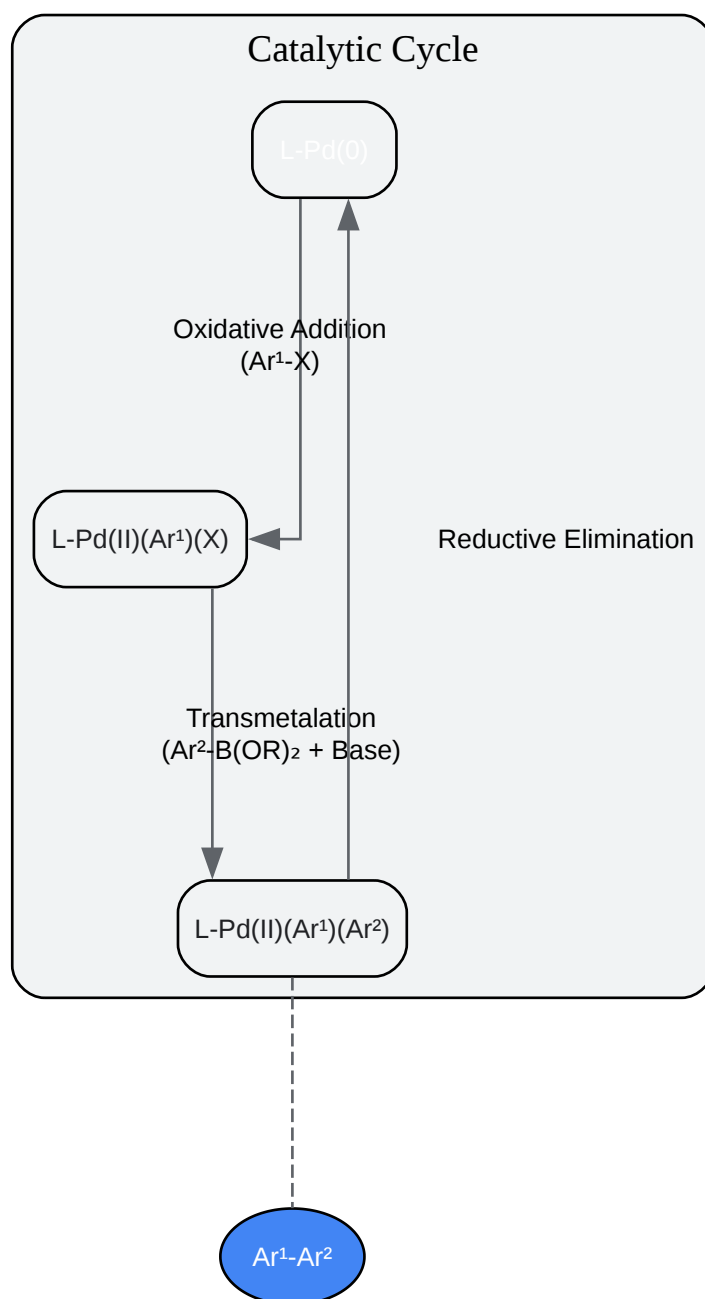 Catalytic Cycle
L-Pd(0)
Oxidative Addition
(Ar¹-X)
L-Pd(II)(Ar¹)(X)
Reductive Elimination
Transmetalation
(Ar²-B(OR)₂ + Base)
L-Pd(II)(Ar¹)(Ar²)
Ar¹-Ar²